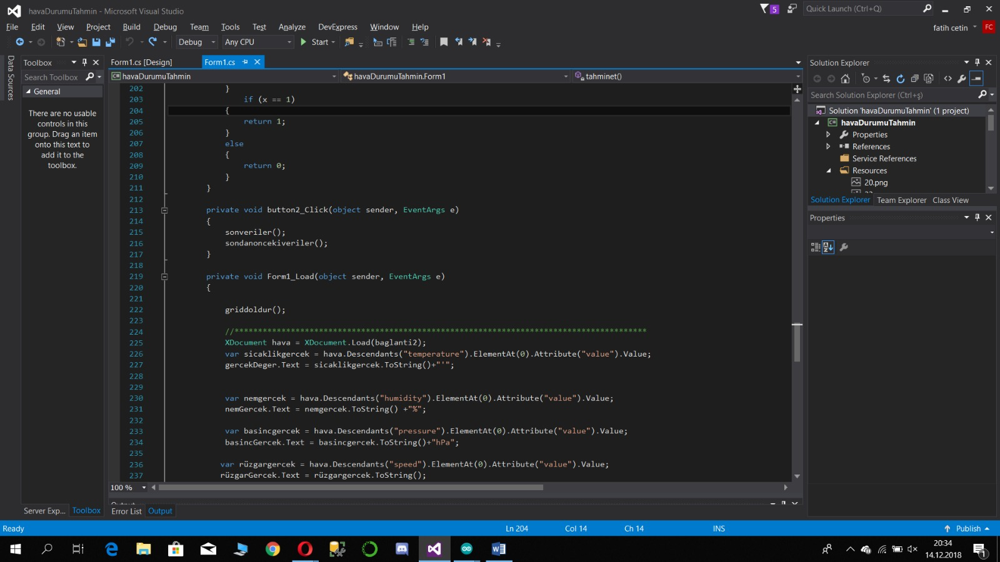 havaDurumuTahmin - Microsoft Visual Studio
5
Quick Launch (Ctrl+Q)
File Edit View Project Build Debug Team Tools Test Analyze DevExpress Window Help
fatih cetin FC
Debug Any CPU Start
Data Sources
Toolbox
Search Toolbox
General
There are no usable
controls in this
group. Drag an item
onto this text to
add it to the
toolbox.
Server Exp... Toolbox
Form1.cs [Design] Form1.cs
havaDurumuTahmin havaDurumuTahmin.Form1 tahminet()
202 }
203 if (x == 1)
204 {
205 return 1;
206 }
207 else
208 {
209 return 0;
210 }
211 }
212
213 private void button2_Click(object sender, EventArgs e)
214 {
215 sonveriler();
216 sondanoncekiveriler();
217 }
218
219 private void Form1_Load(object sender, EventArgs e)
220 {
221
222 griddoldur();
223
224 //****************************************************************************************
225 XDocument hava = XDocument.Load(baglanti2);
226 var sicaklikgercek = hava.Descendants("temperature").ElementAt(0).Attribute("value").Value;
227 gercekDeger.Text = sicaklikgercek.ToString()+"'";
228
229
230 var nemgercek = hava.Descendants("humidity").ElementAt(0).Attribute("value").Value;
231 nemGercek.Text = nemgercek.ToString() +"%";
232
233 var basincgercek = hava.Descendants("pressure").ElementAt(0).Attribute("value").Value;
234 basincGercek.Text = basincgercek.ToString()+"hPa";
235
236 var rüzgargercek = hava.Descendants("speed").ElementAt(0).Attribute("value").Value;
237 rüzgarGercek.Text = rüzgargercek.ToString();
100 %
Error List Output
Solution Explorer
Search Solution Explorer (Ctrl+ş)
Solution 'havaDurumuTahmin' (1 project)
havaDurumuTahmin
Properties
References
Service References
Resources
20.png
Solution Explorer Team Explorer Class View
Properties
Ready Ln 204 Col 14 Ch 14 INS Publish
20:34
14.12.2018
1